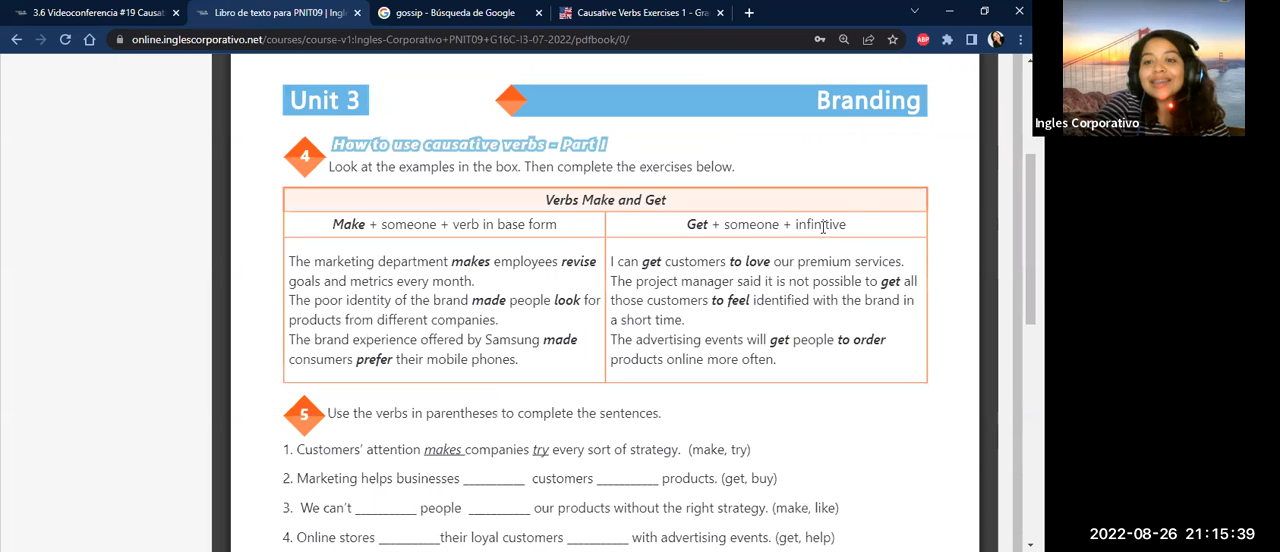 3.6 Videoconferencia #19 Causat
Libro de texto para PNIT09 | Ingl
gossip - Búsqueda de Google
Causative Verbs Exercises 1 - Gra
online.inglescorporativo.net/courses/course-v1:Ingles-Corporativo+PNIT09+G16C-I3-07-2022/pdfbook/0/
ABP
Ingles Corporativo
Unit 3
Branding
4
How to use causative verbs - Part I
Look at the examples in the box. Then complete the exercises below.
Verbs Make and Get
Make + someone + verb in base form
Get + someone + infinitive
The marketing department makes employees revise
goals and metrics every month.
The poor identity of the brand made people look for
products from different companies.
The brand experience offered by Samsung made
consumers prefer their mobile phones.
I can get customers to love our premium services.
The project manager said it is not possible to get all
those customers to feel identified with the brand in
a short time.
The advertising events will get people to order
products online more often.
5
Use the verbs in parentheses to complete the sentences.
1. Customers' attention makes companies try every sort of strategy. (make, try)
2. Marketing helps businesses __________ customers __________ products. (get, buy)
3. We can't __________ people __________ our products without the right strategy. (make, like)
4. Online stores __________their loyal customers __________ with advertising events. (get, help)
2022-08-26 21:15:39